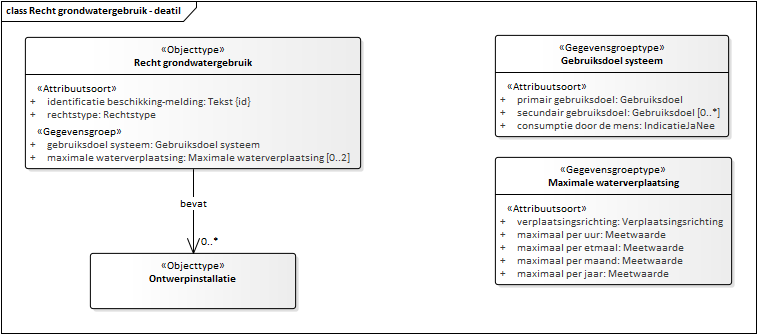 class Recht grondwatergebruik - deatil
«Objecttype»
Recht grondwatergebruik
«Attribuutsoort»
+ identificatie beschikking-melding: Tekst {id}
+ rechtstype: Rechtstype
«Gegevensgroep»
+ gebruiksdoel systeem: Gebruiksdoel systeem
+ maximale waterverplaatsing: Maximale waterverplaatsing [0..2]
bevat
0..*
«Objecttype»
Ontwerpinstallatie
«Gegevensgroeptype»
Gebruiksdoel systeem
«Attribuutsoort»
+ primair gebruiksdoel: Gebruiksdoel
+ secundair gebruiksdoel: Gebruiksdoel [0..*]
+ consumptie door de mens: IndicatieJaNee
«Gegevensgroeptype»
Maximale waterverplaatsing
«Attribuutsoort»
+ verplaatsingsrichting: Verplaatsingsrichting
+ maximaal per uur: Meetwaarde
+ maximaal per etmaal: Meetwaarde
+ maximaal per maand: Meetwaarde
+ maximaal per jaar: Meetwaarde